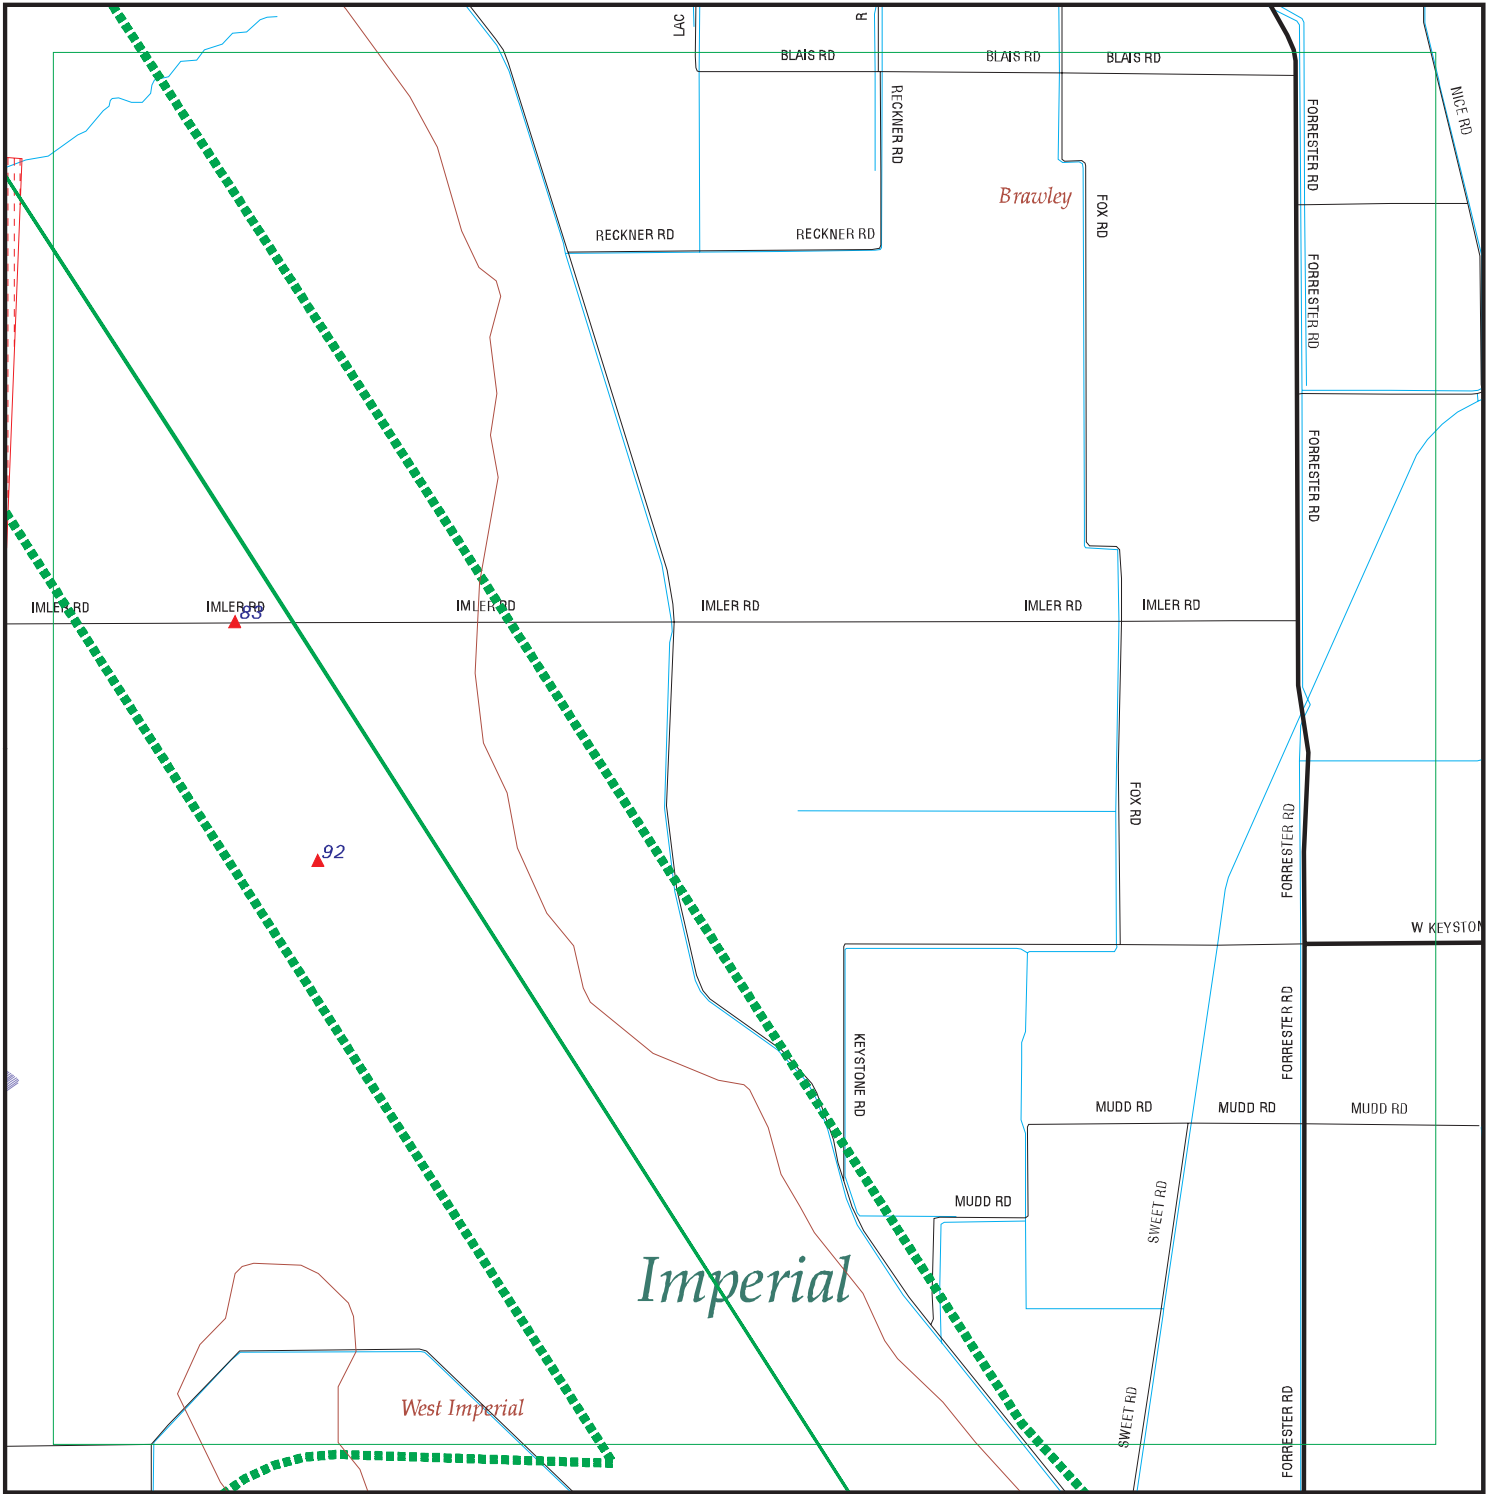 LAC
R
BLAIS RD
BLAIS RD
BLAIS RD
RECKNER RD
FORRESTER RD
NICE RD
Brawley
FOX RD
RECKNER RD
RECKNER RD
FORRESTER RD
FORRESTER RD
IMLER RD
IMLER RD
83
IMLER RD
IMLER RD
IMLER RD
IMLER RD
FOX RD
FORRESTER RD
92
W KEYSTON
FORRESTER RD
KEYSTONE RD
MUDD RD
MUDD RD
MUDD RD
MUDD RD
SWEET RD
Imperial
West Imperial
SWEET RD
FORRESTER RD